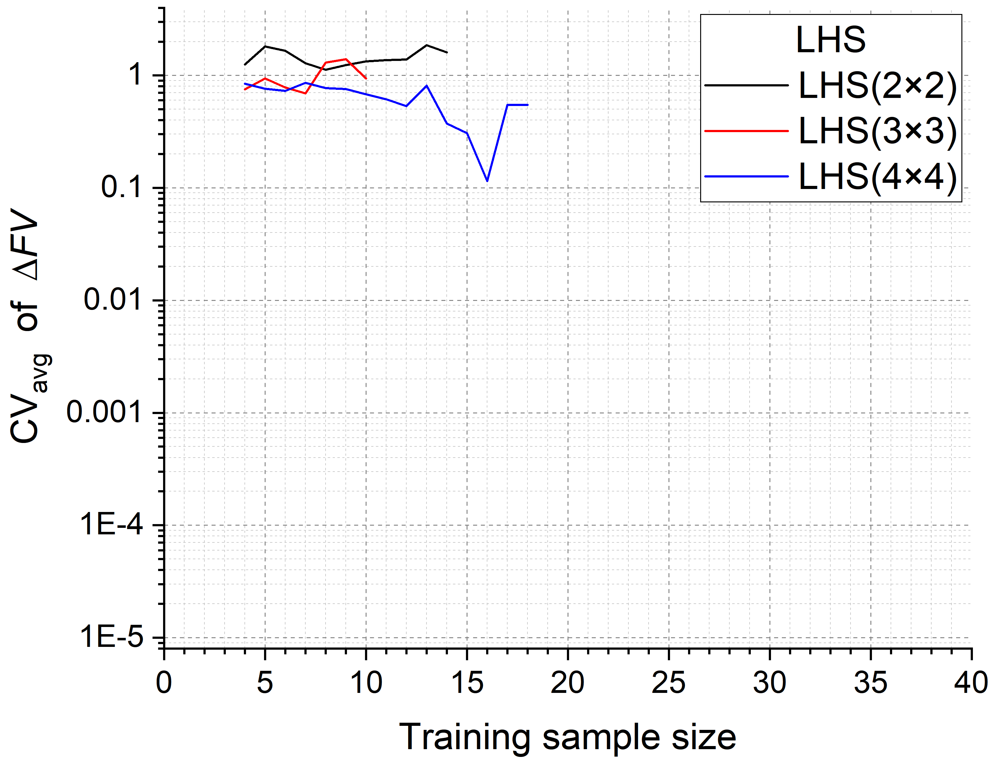 LHS
LHS(2×2)
LHS(3×3)
LHS(4×4)
1
0.1
0.01
0.001
1E-4
1E-5
CVavg of ΔFV
0 5 10 15 20 25 30 35 40
Training sample size